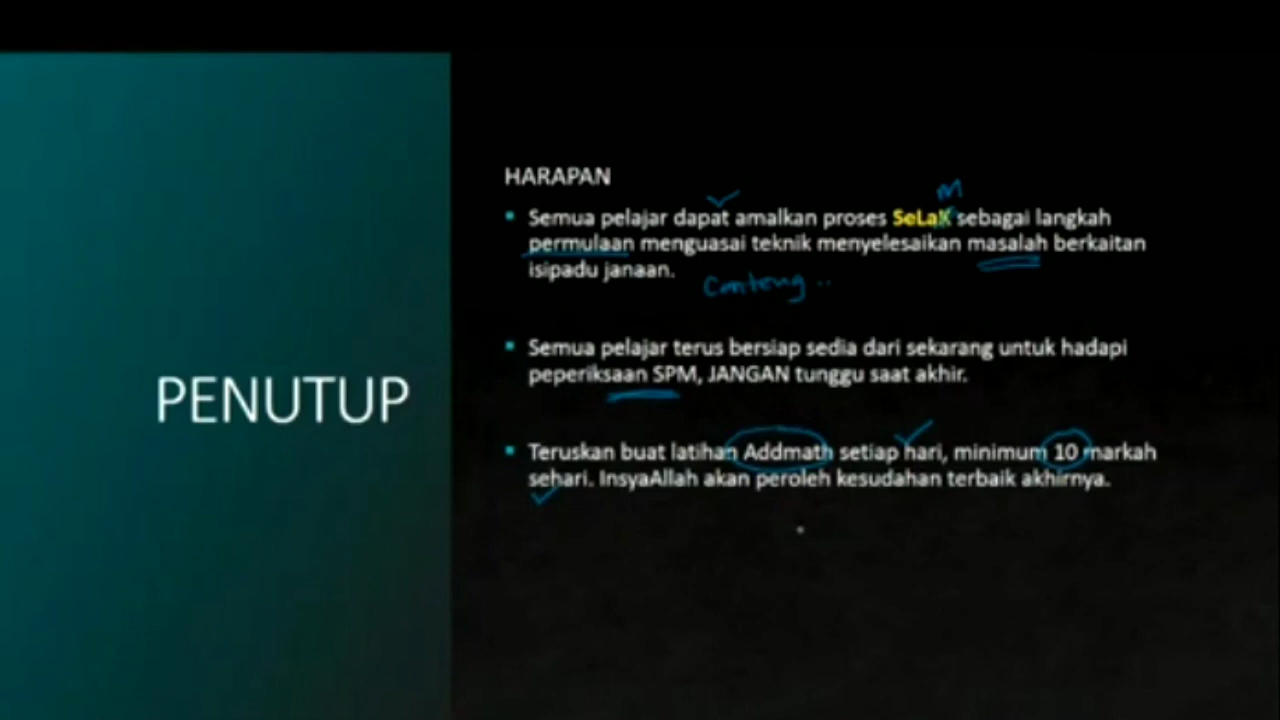 PENUTUP
HARAPAN
M
Semua pelajar dapat amalkan proses SeLaK sebagai langkah
permulaan menguasai teknik menyelesaikan masalah berkaitan
isipadu janaan.
Conteng ..
Semua pelajar terus bersiap sedia dari sekarang untuk hadapi
peperiksaan SPM, JANGAN tunggu saat akhir.
Teruskan buat latihan Addmath setiap hari, minimum 10 markah
sehari. InsyaAllah akan peroleh kesudahan terbaik akhirnya.